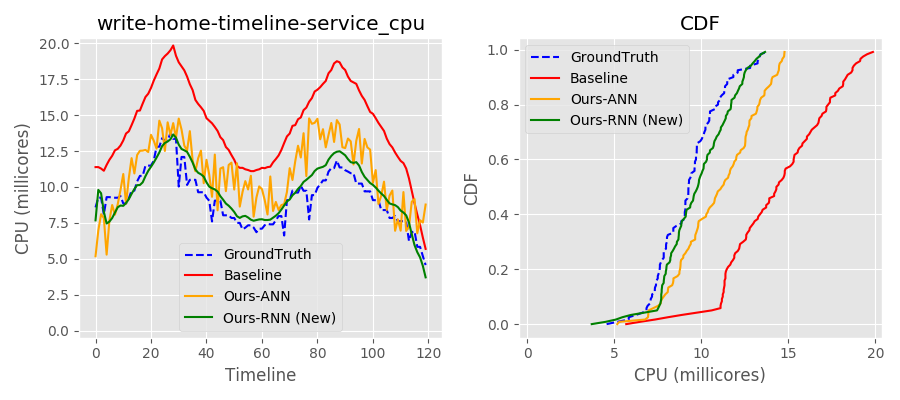 write-home-timeline-service_cpu
CPU (millicores)
20.0
17.5
15.0
12.5
10.0
7.5
5.0
2.5
0.0
GroundTruth
Baseline
Ours-ANN
Ours-RNN (New)
0 20 40 60 80 100 120
Timeline
CDF
CDF
1.0
0.8
0.6
0.4
0.2
0.0
GroundTruth
Baseline
Ours-ANN
Ours-RNN (New)
0 5 10 15 20
CPU (millicores)